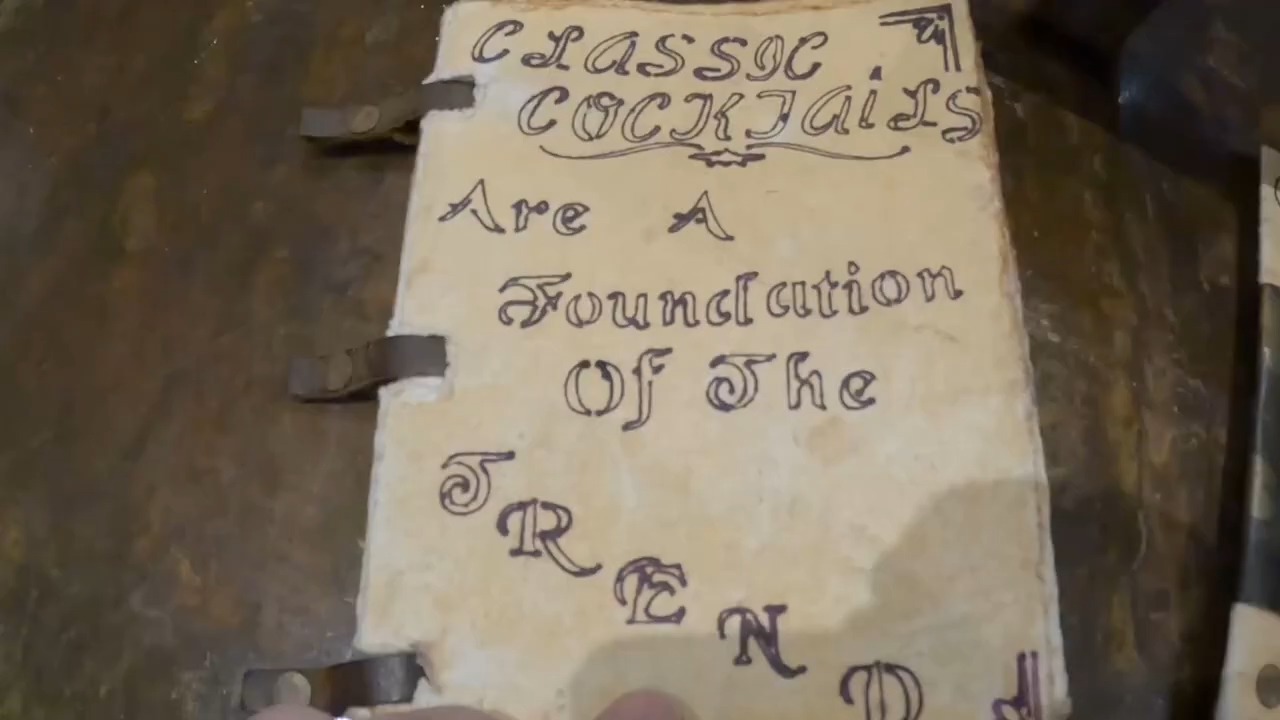 CLASSIC
COCKTAiLS
Are A
Foundation
Of The
TREND